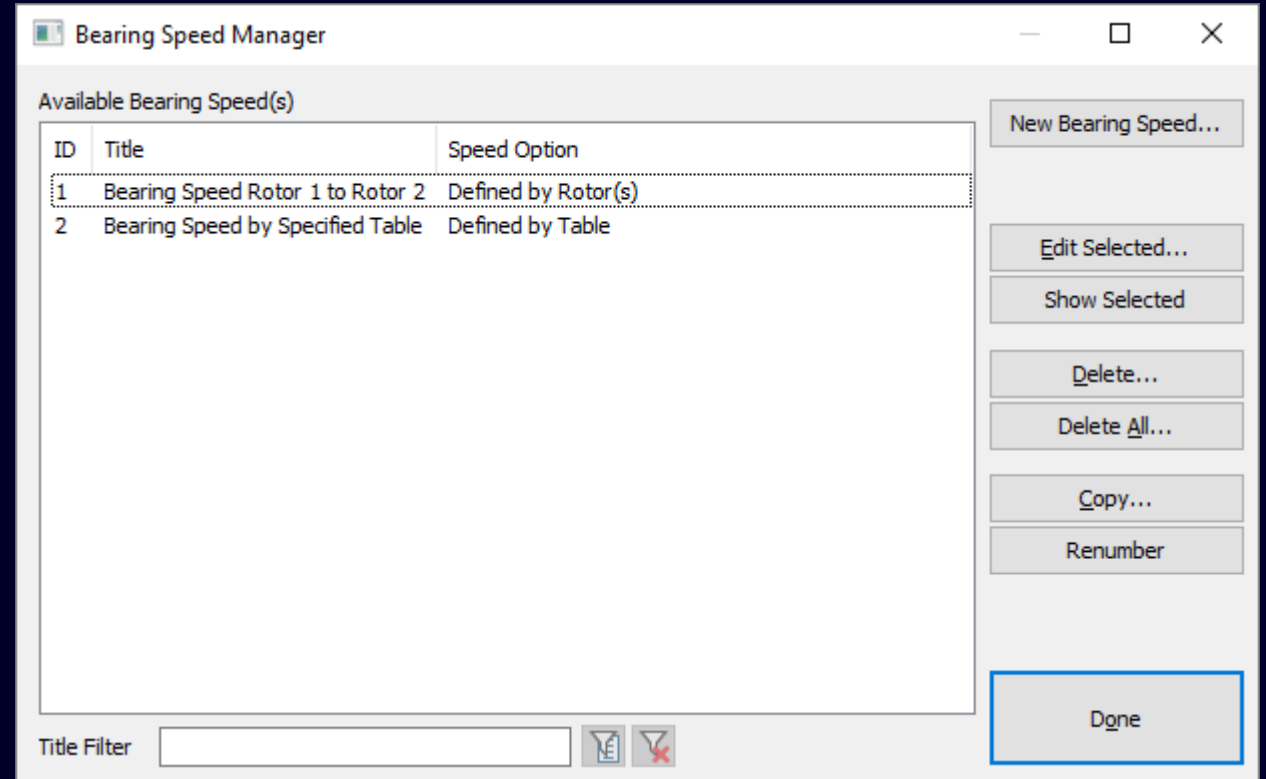 Bearing Speed Manager
Available Bearing Speed(s)
ID Title Speed Option
1 Bearing Speed Rotor 1 to Rotor 2 Defined by Rotor(s)
2 Bearing Speed by Specified Table Defined by Table
New Bearing Speed...
Edit Selected...
Show Selected
Delete...
Delete All...
Copy...
Renumber
Done
Title Filter